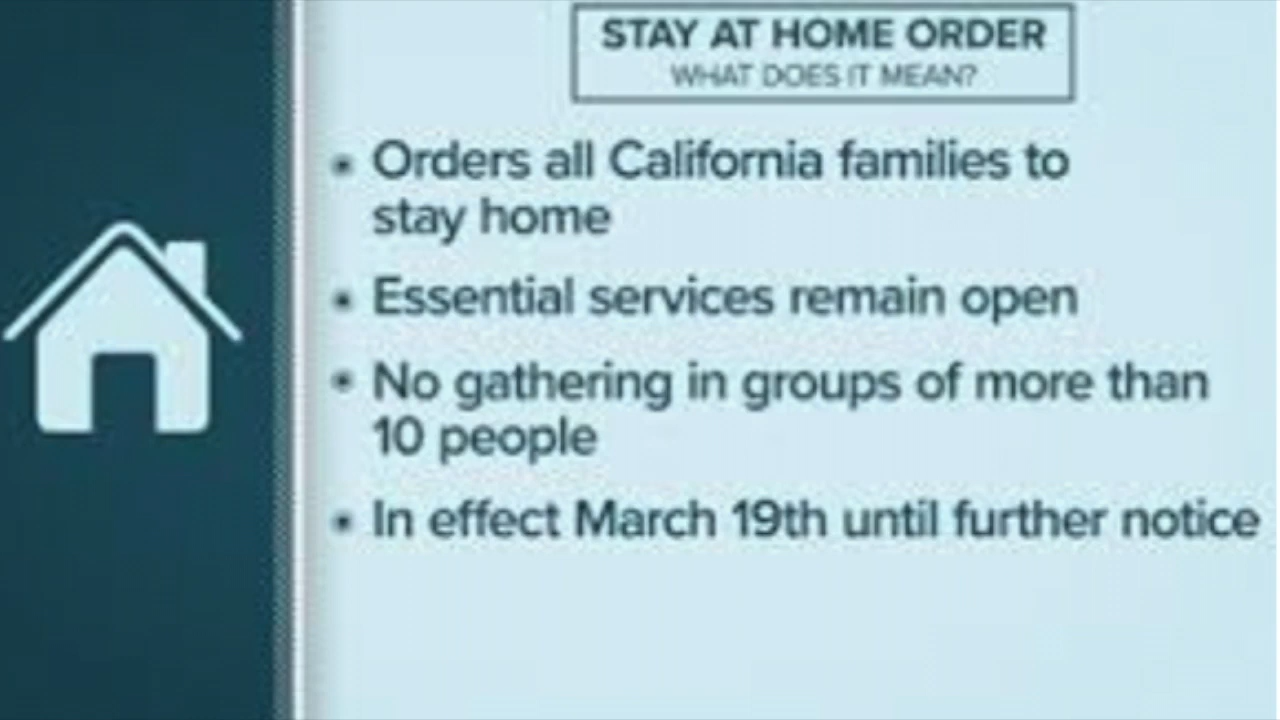 STAY AT HOME ORDER
WHAT DOES IT MEAN?
• Orders all California families to
stay home
• Essential services remain open
• No gathering in groups of more than
10 people
• In effect March 19th until further notice